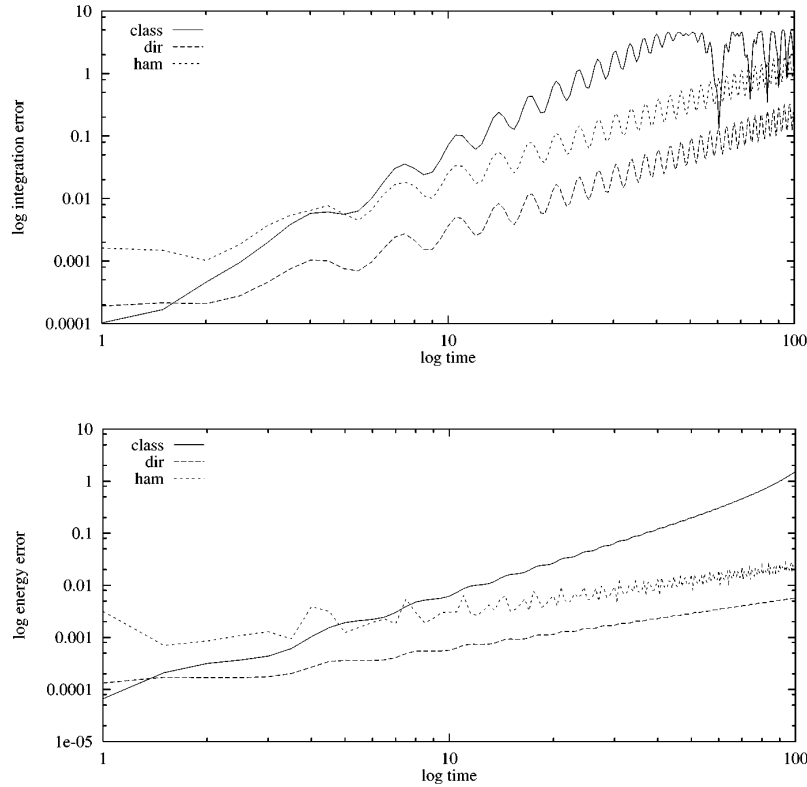 10
1
0.1
0.01
0.001
0.0001
log integration error
class
dir
ham
1 10 100
log time
10
1
0.1
0.01
0.001
0.0001
1e-05
log energy error
class
dir
ham
1 10 100
log time